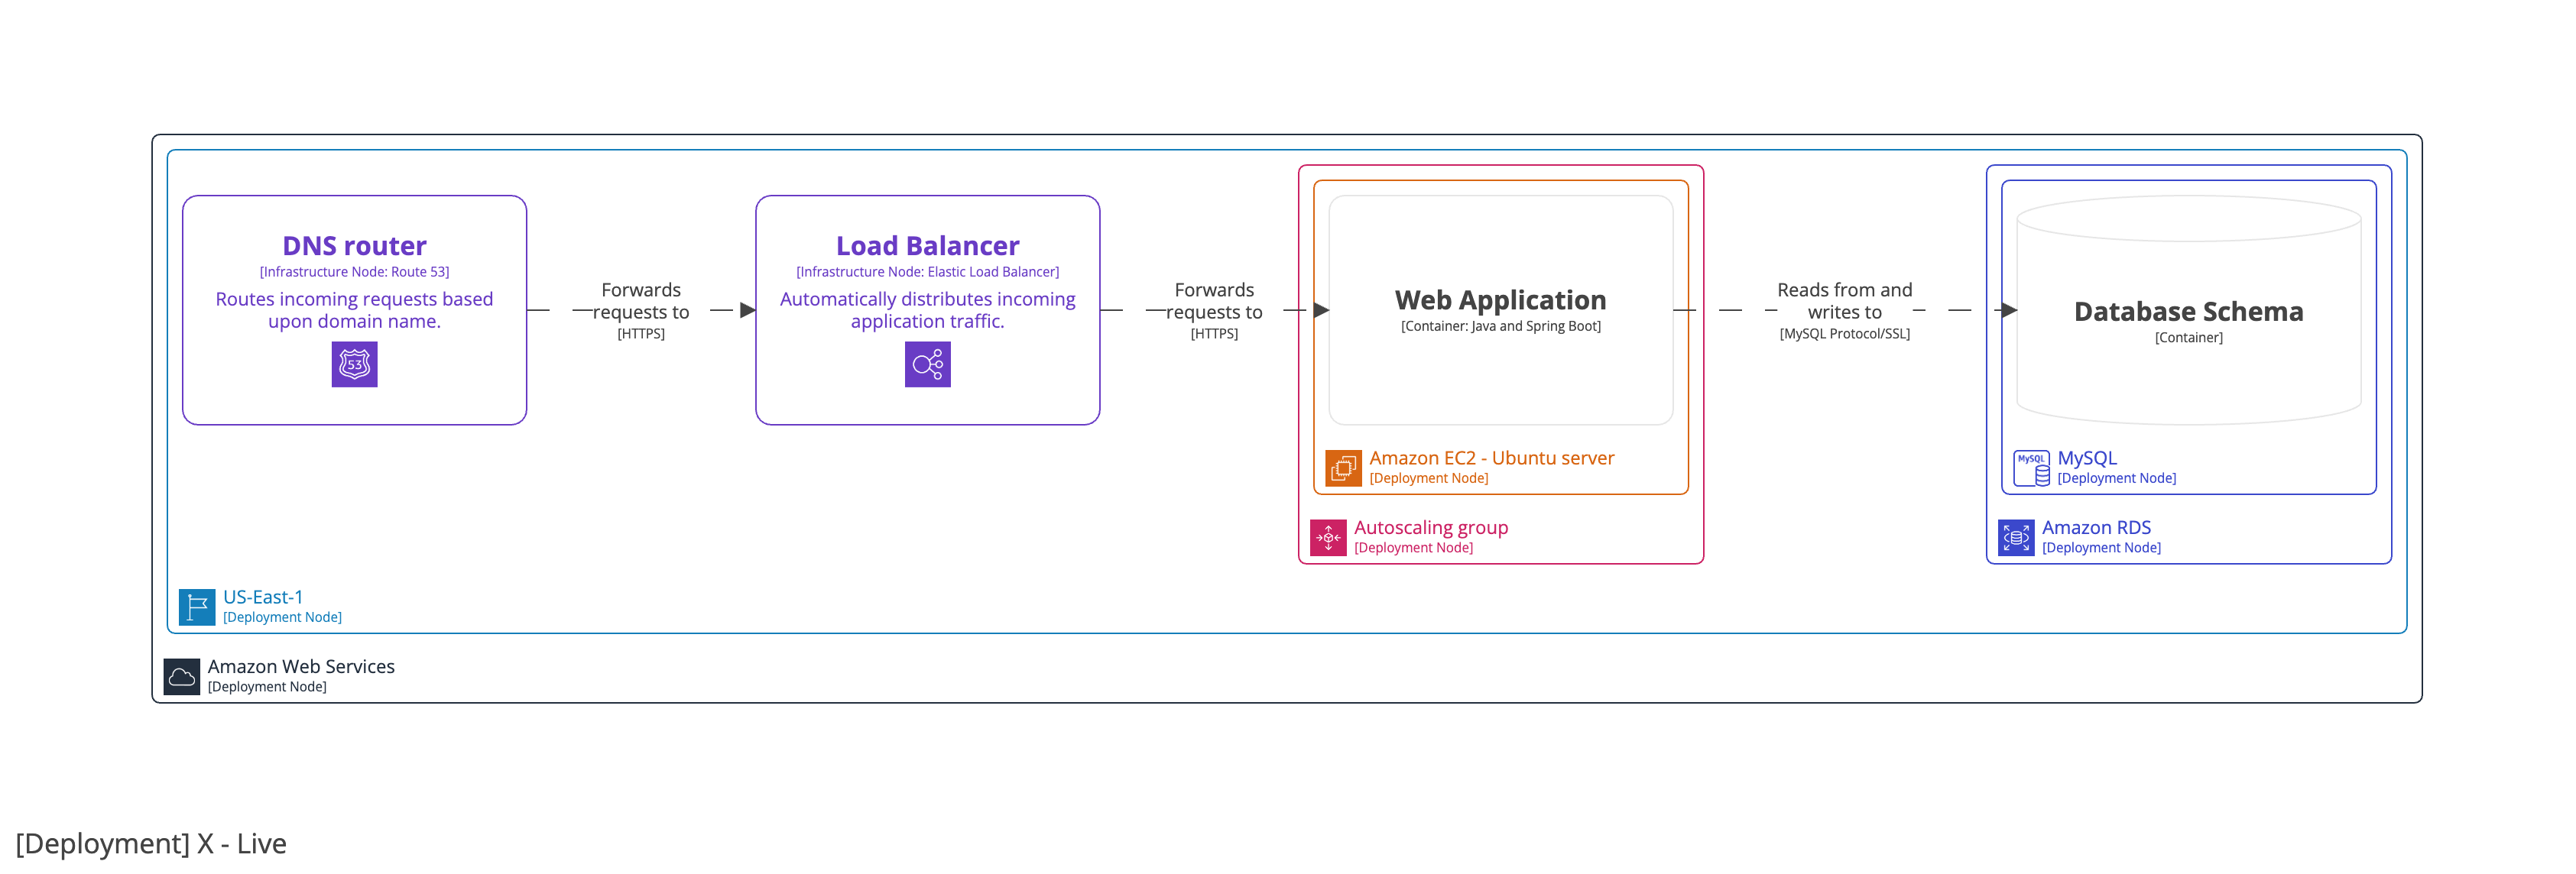 DNS router
[Infrastructure Node: Route 53]
Routes incoming requests based
upon domain name.
53
Forwards
requests to
[HTTPS]
Load Balancer
[Infrastructure Node: Elastic Load Balancer]
Automatically distributes incoming
application traffic.
Forwards
requests to
[HTTPS]
Web Application
[Container: Java and Spring Boot]
Amazon EC2 - Ubuntu server
[Deployment Node]
Autoscaling group
[Deployment Node]
Reads from and
writes to
[MySQL Protocol/SSL]
Database Schema
[Container]
MySQL
MySQL
[Deployment Node]
Amazon RDS
[Deployment Node]
US-East-1
[Deployment Node]
Amazon Web Services
[Deployment Node]
[Deployment] X - Live